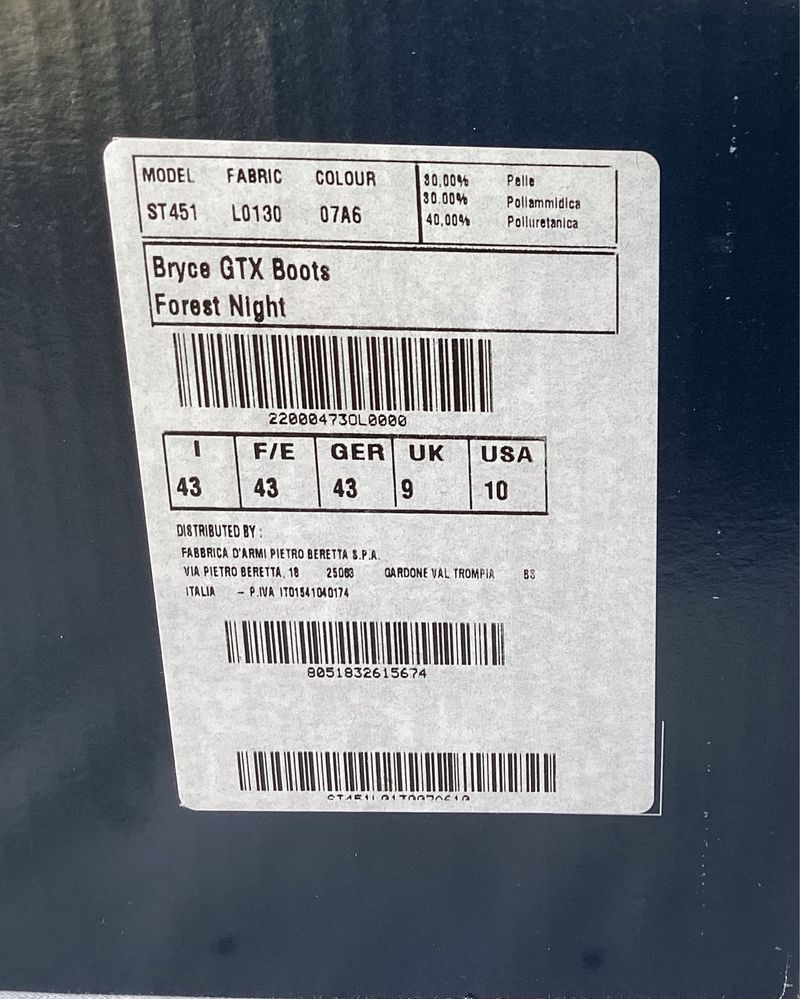 MODEL FABRIC COLOUR
ST451 L0130 07A6
30,00% Pelle
30.00% Poliammidica
40,00% Poliuretanica
Bryce GTX Boots
Forest Night
220004730L0000
I F/E GER UK USA
43 43 43 9 10
DISTRIBUTED BY :
FABBRICA D'ARMI PIETRO BERETTA S.P.A.
VIA PIETRO BERETTA, 18 25063 GARDONE VAL TROMPIA BS
ITALIA - P.IVA IT01541040174
8051832615674